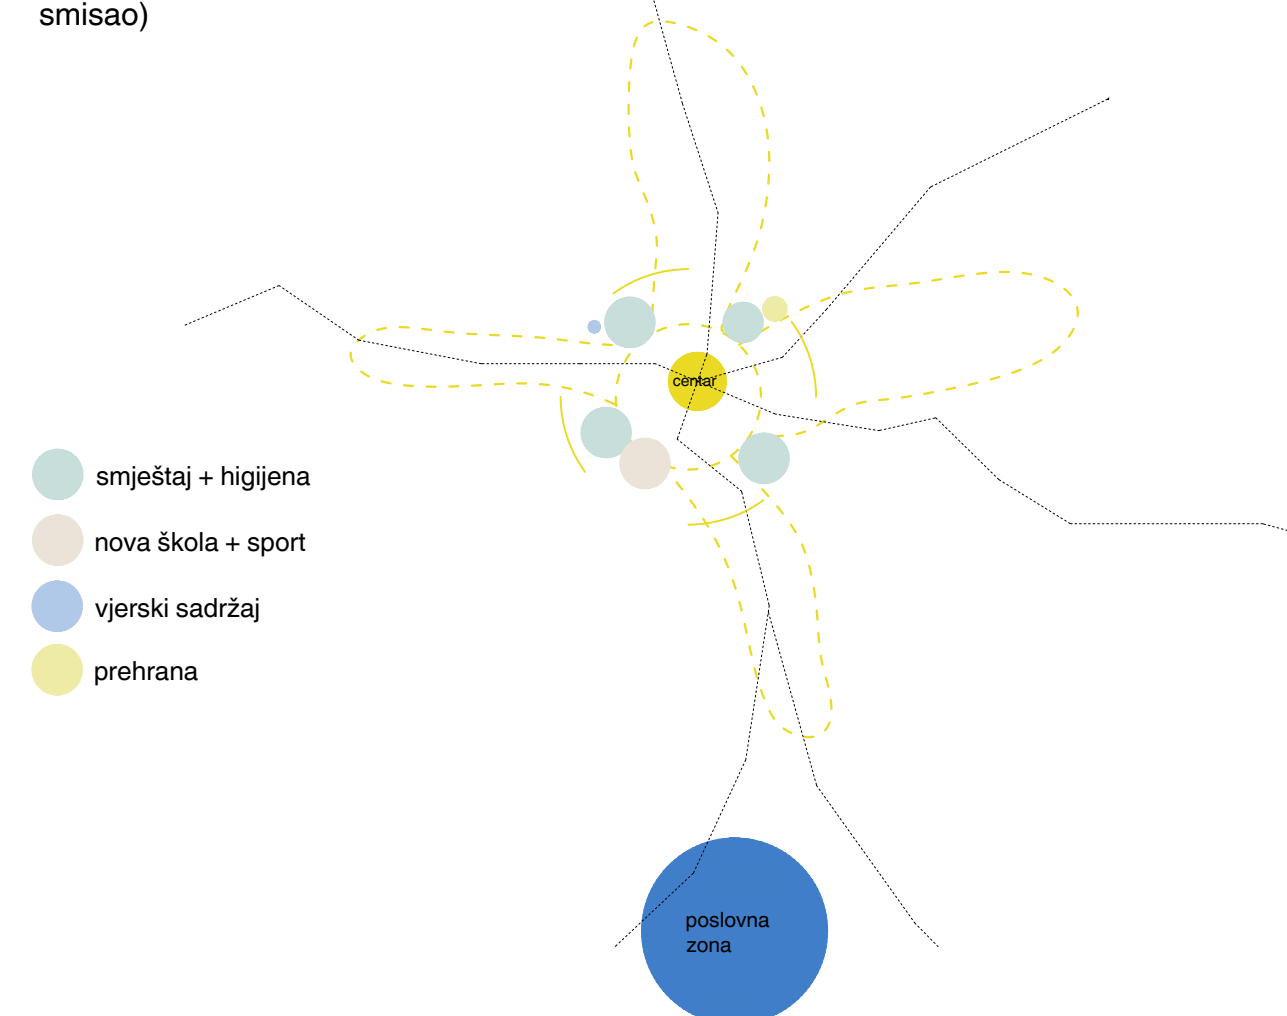 smisao)
centar
smještaj + higijena
nova škola + sport
vjerski sadržaj
prehrana
poslovna
zona